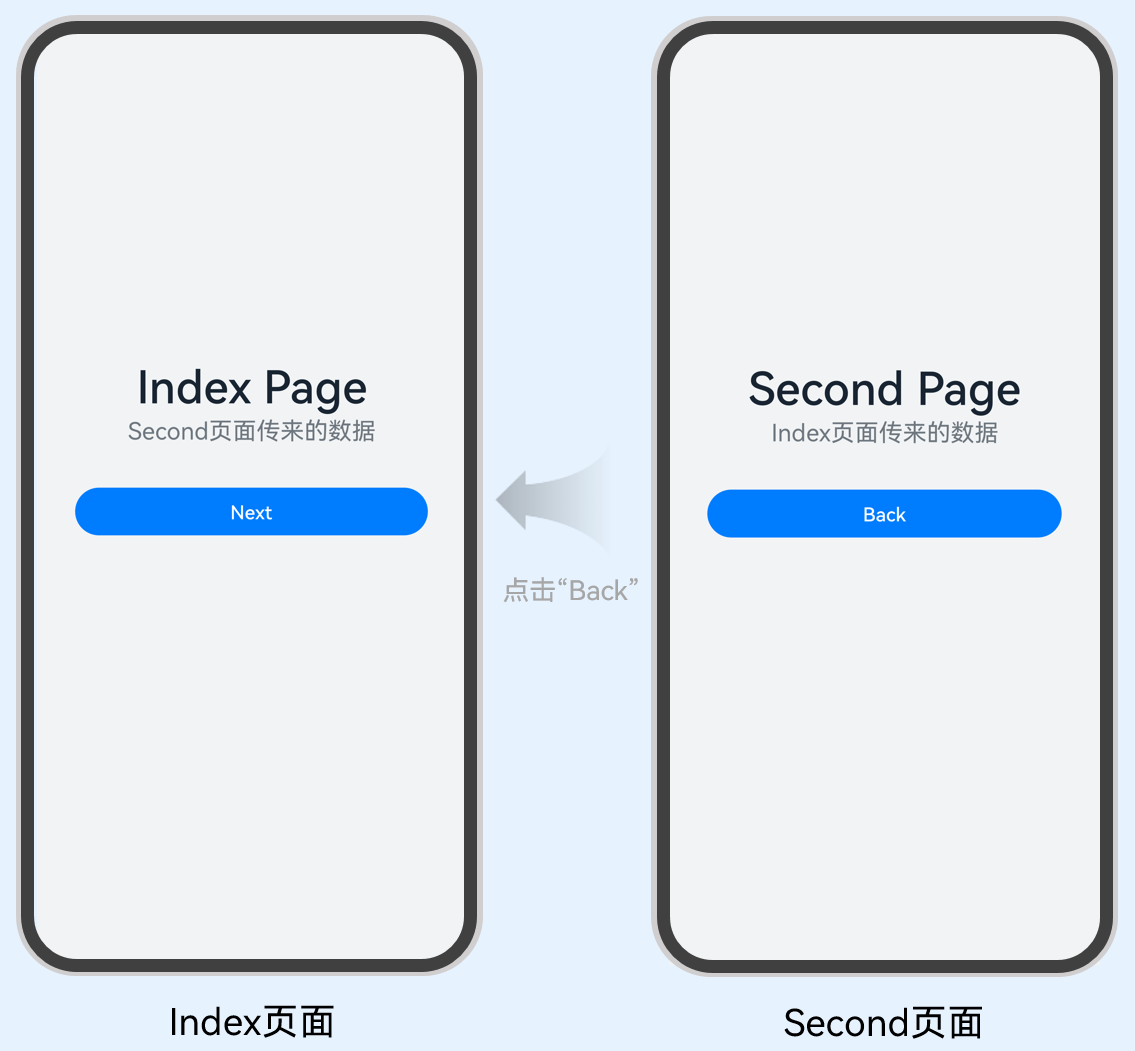 Index Page
Second页面传来的数据
Next
点击“Back”
Second Page
Index页面传来的数据
Back
Index页面
Second页面